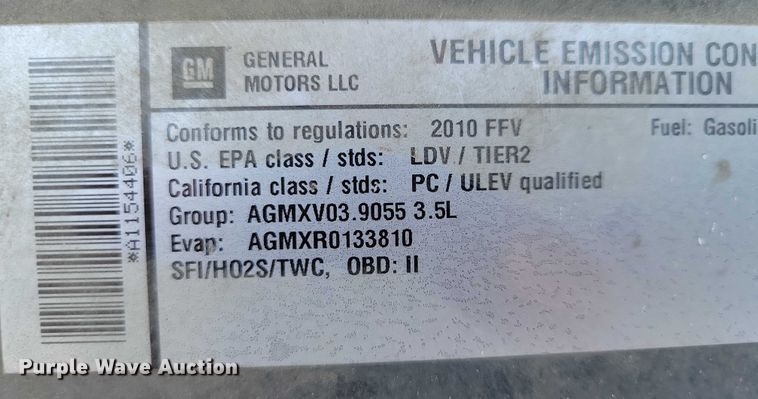 GM
GENERAL
MOTORS LLC
VEHICLE EMISSION CON
INFORMATION
Conforms to regulations: 2010 FFV
Fuel: Gasoli
U.S. EPA class / stds: LDV / TIER2
California class / stds: PC / ULEV qualified
Group: AGMXV03.9055 3.5L
Evap: AGMXR0133810
SFI/HO2S/TWC, OBD: II
*A1154406*
Purple Wave Auction